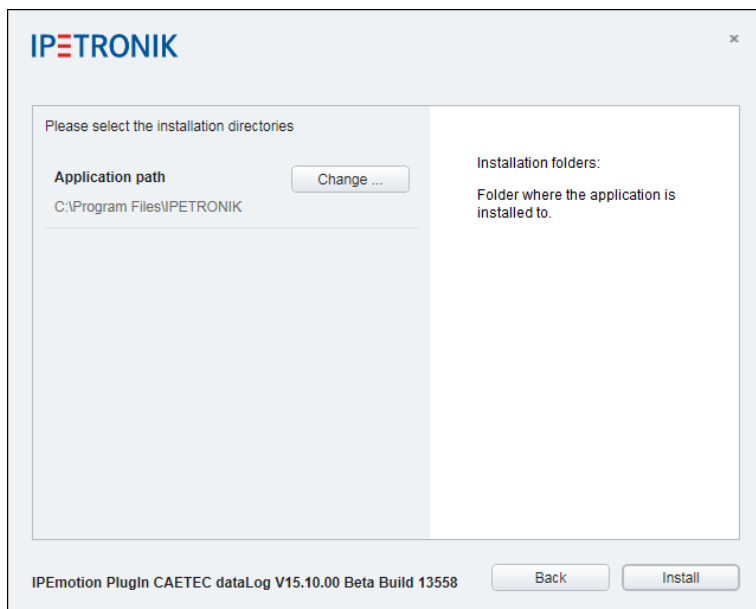 IPETRONIK
×
Please select the installation directories
Application path
Change ...
C:\Program Files\IPETRONIK
Installation folders:
Folder where the application is
installed to.
IPEmotion PlugIn CAETEC dataLog V15.10.00 Beta Build 13558
Back
Install